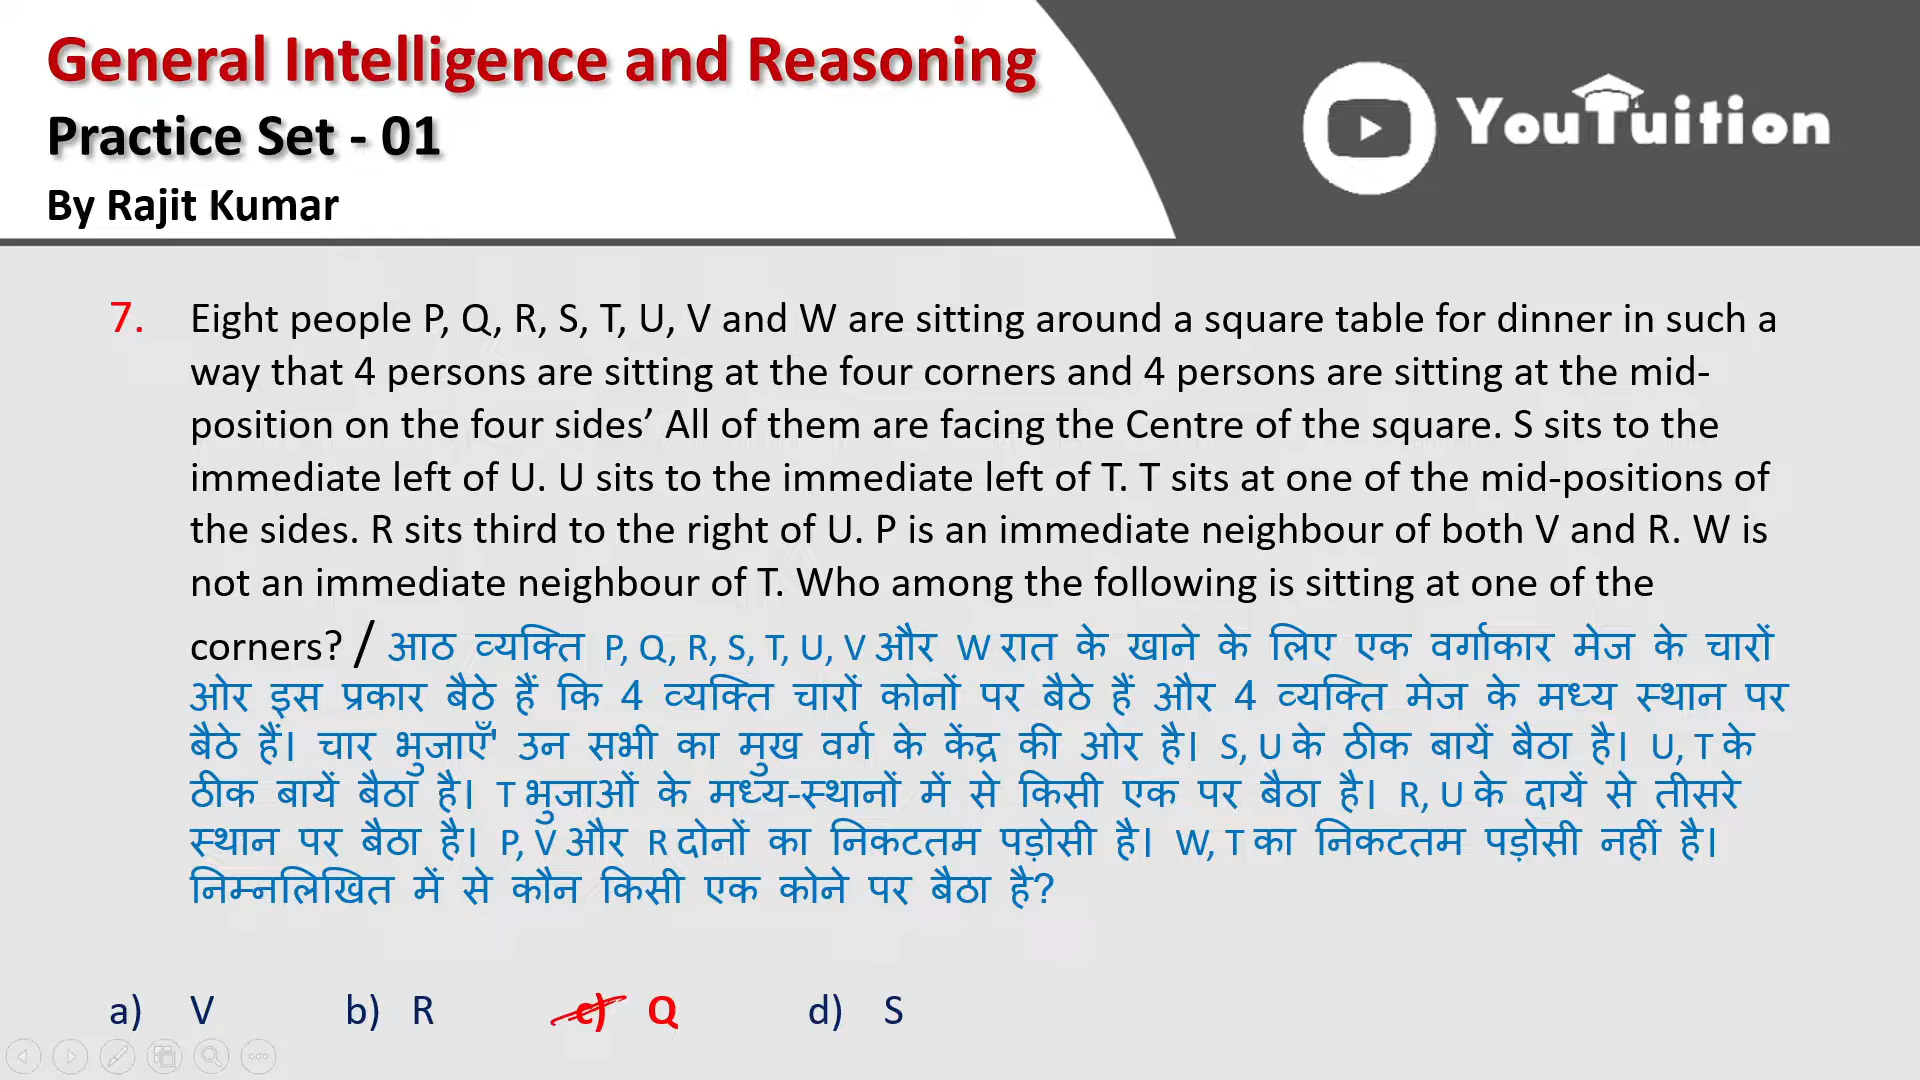 General Intelligence and Reasoning
Practice Set - 01
By Rajit Kumar
YouTuition
7. Eight people P, Q, R, S, T, U, V and W are sitting around a square table for dinner in such a
way that 4 persons are sitting at the four corners and 4 persons are sitting at the mid-
position on the four sides’ All of them are facing the Centre of the square. S sits to the
immediate left of U. U sits to the immediate left of T. T sits at one of the mid-positions of
the sides. R sits third to the right of U. P is an immediate neighbour of both V and R. W is
not an immediate neighbour of T. Who among the following is sitting at one of the
corners? / आठ व्यक्ति P, Q, R, S, T, U, V और W रात के खाने के लिए एक वर्गाकार मेज के चारों
ओर इस प्रकार बैठे हैं कि 4 व्यक्ति चारों कोनों पर बैठे हैं और 4 व्यक्ति मेज के मध्य स्थान पर
बैठे हैं। चार भुजाएँ' उन सभी का मुख वर्ग के केंद्र की ओर है। S, U के ठीक बायें बैठा है। U, T के
ठीक बायें बैठा है। T भुजाओं के मध्य-स्थानों में से किसी एक पर बैठा है। R, U के दायें से तीसरे
स्थान पर बैठा है। P, V और R दोनों का निकटतम पड़ोसी है। W, T का निकटतम पड़ोसी नहीं है।
निम्नलिखित में से कौन किसी एक कोने पर बैठा है?
a) V b) R c) Q d) S